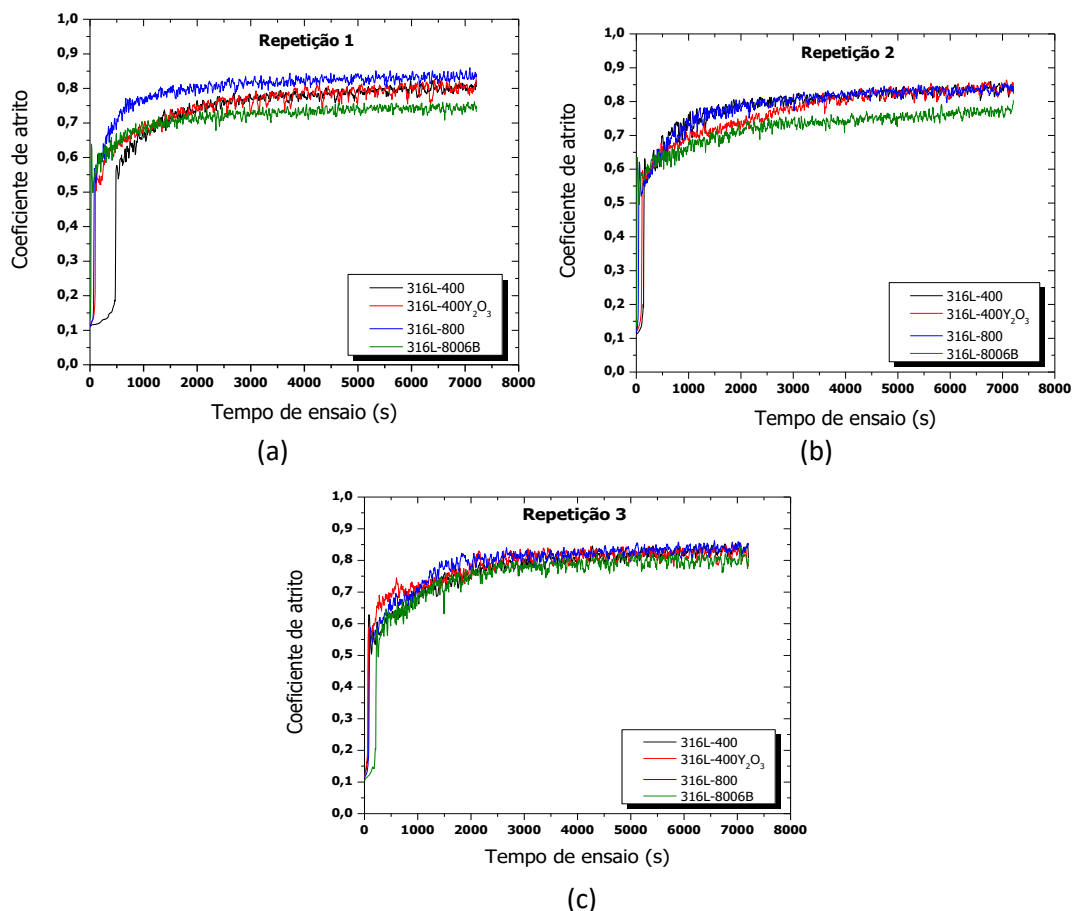 Repetição 1
1,0
0,9
0,8
0,7
0,6
0,5
0,4
0,3
0,2
0,1
0,0
Coeficiente de atrito
316L-400
316L-400Y₂O₃
316L-800
316L-8006B
0 1000 2000 3000 4000 5000 6000 7000 8000
Tempo de ensaio (s)
(a)
Repetição 2
1,0
0,9
0,8
0,7
0,6
0,5
0,4
0,3
0,2
0,1
0,0
Coeficiente de atrito
316L-400
316L-400Y₂O₃
316L-800
316L-8006B
0 1000 2000 3000 4000 5000 6000 7000 8000
Tempo de ensaio (s)
(b)
Repetição 3
1,0
0,9
0,8
0,7
0,6
0,5
0,4
0,3
0,2
0,1
0,0
Coeficiente de atrito
316L-400
316L-400Y₂O₃
316L-800
316L-8006B
0 1000 2000 3000 4000 5000 6000 7000 8000
Tempo de ensaio (s)
(c)